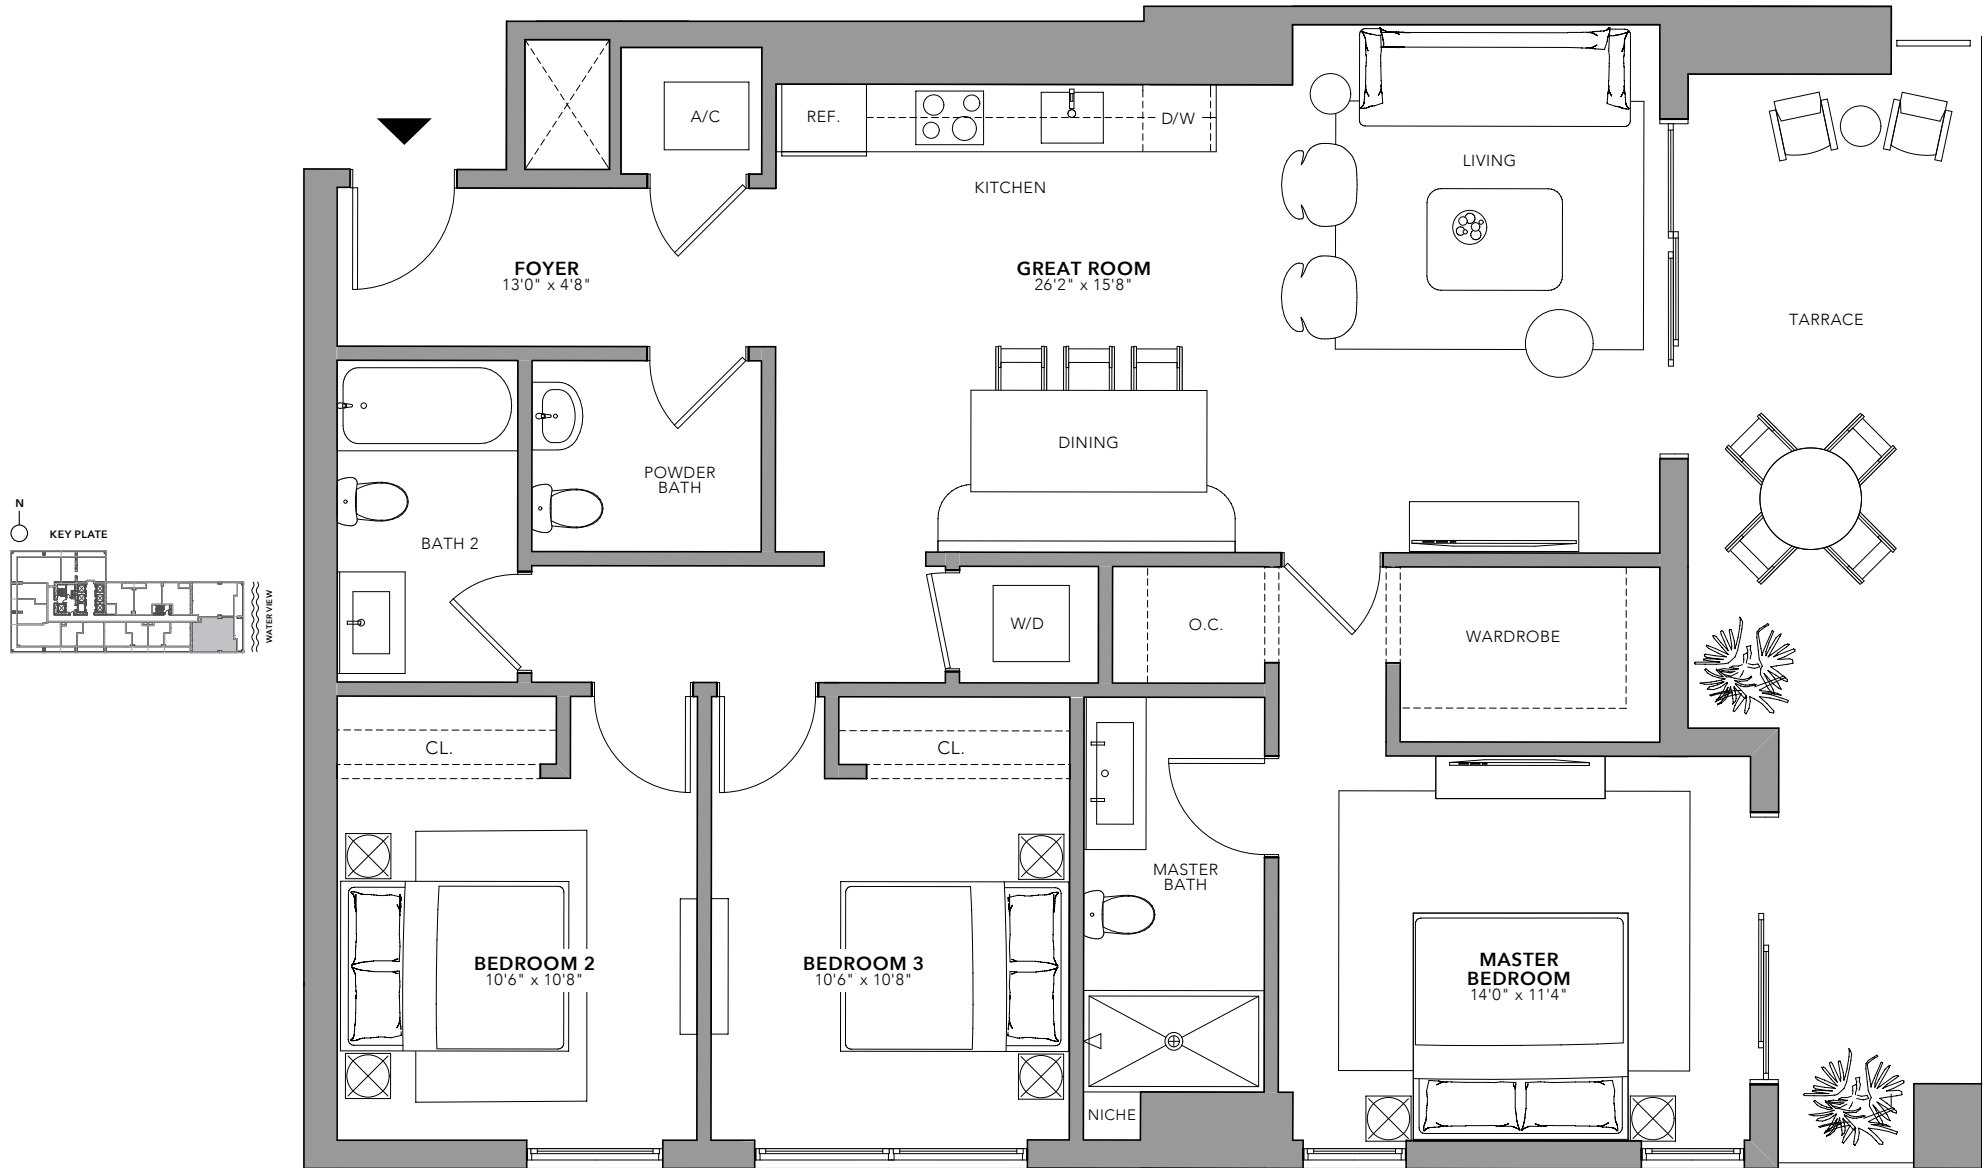 A/C
REF.
D/W
LIVING
KITCHEN
FOYER
13'0" x 4'8"
GREAT ROOM
26'2" x 15'8"
TARRACE
DINING
POWDER
BATH
BATH 2
N
KEY PLATE
WATER VIEW
W/D
O.C.
WARDROBE
CL.
CL.
MASTER
BATH
BEDROOM 2
10'6" x 10'8"
BEDROOM 3
10'6" x 10'8"
MASTER
BEDROOM
14'0" x 11'4"
NICHE